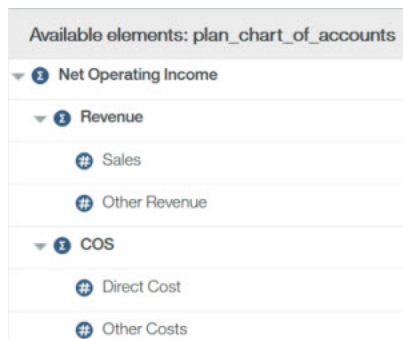 Available elements: plan_chart_of_accounts
Σ Net Operating Income
Σ Revenue
# Sales
# Other Revenue
Σ COS
# Direct Cost
# Other Costs